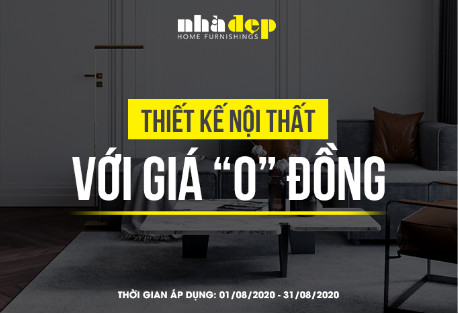 nhàđẹp
HOME FURNISHINGS
THIẾT KẾ NỘI THẤT
VỚI GIÁ “0” ĐỒNG
THỜI GIAN ÁP DỤNG: 01/08/2020 - 31/08/2020